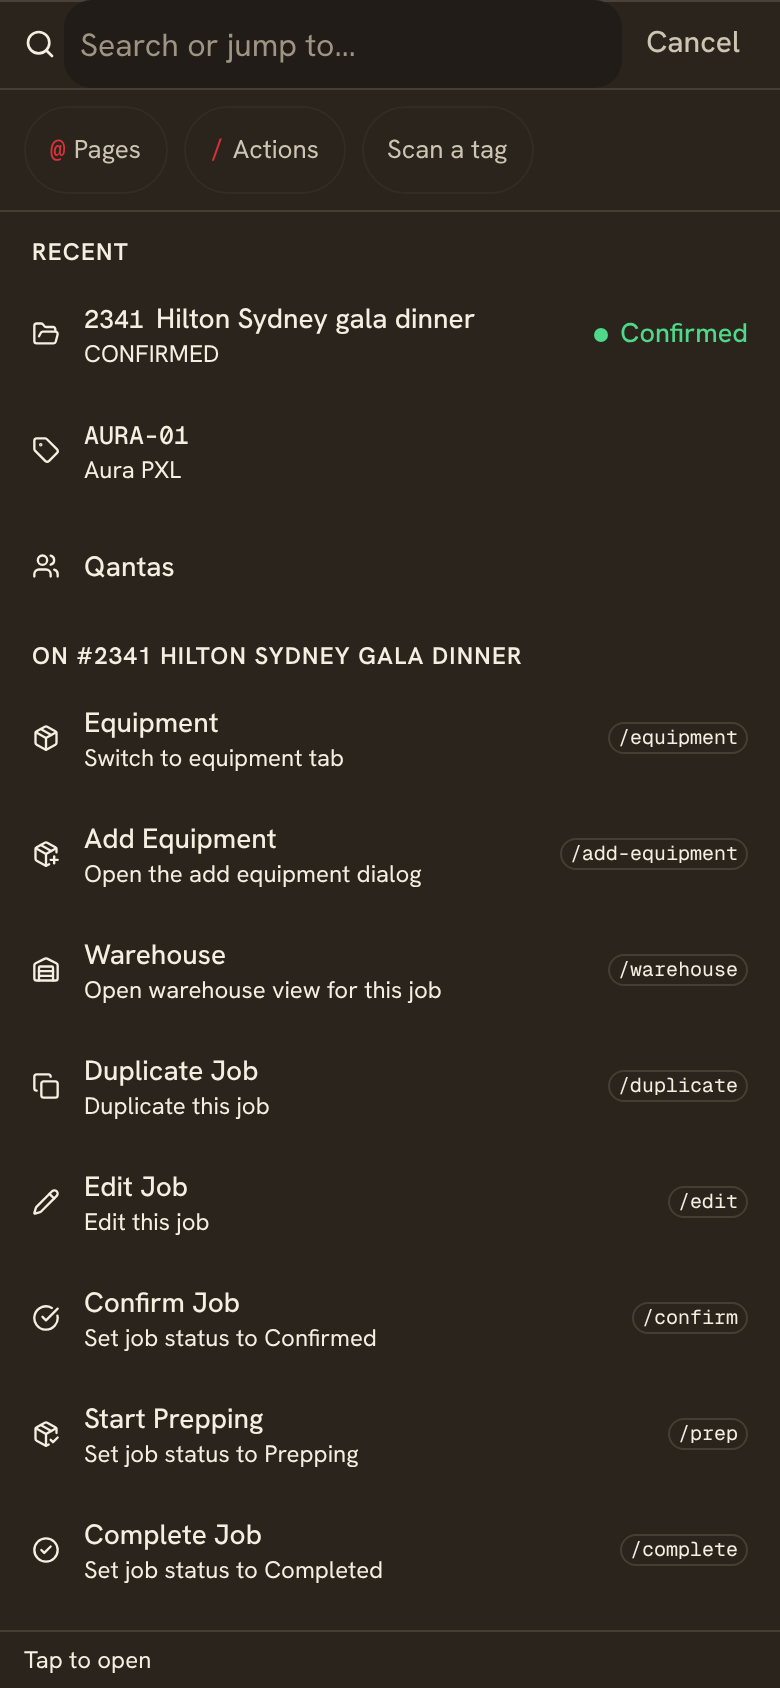 Search or jump to...
Cancel
@ Pages
/ Actions
Scan a tag
RECENT
2341 Hilton Sydney gala dinner
CONFIRMED
Confirmed
AURA-01
Aura PXL
Qantas
ON #2341 HILTON SYDNEY GALA DINNER
Equipment
Switch to equipment tab
/equipment
Add Equipment
Open the add equipment dialog
/add-equipment
Warehouse
Open warehouse view for this job
/warehouse
Duplicate Job
Duplicate this job
/duplicate
Edit Job
Edit this job
/edit
Confirm Job
Set job status to Confirmed
/confirm
Start Prepping
Set job status to Prepping
/prep
Complete Job
Set job status to Completed
/complete
Tap to open